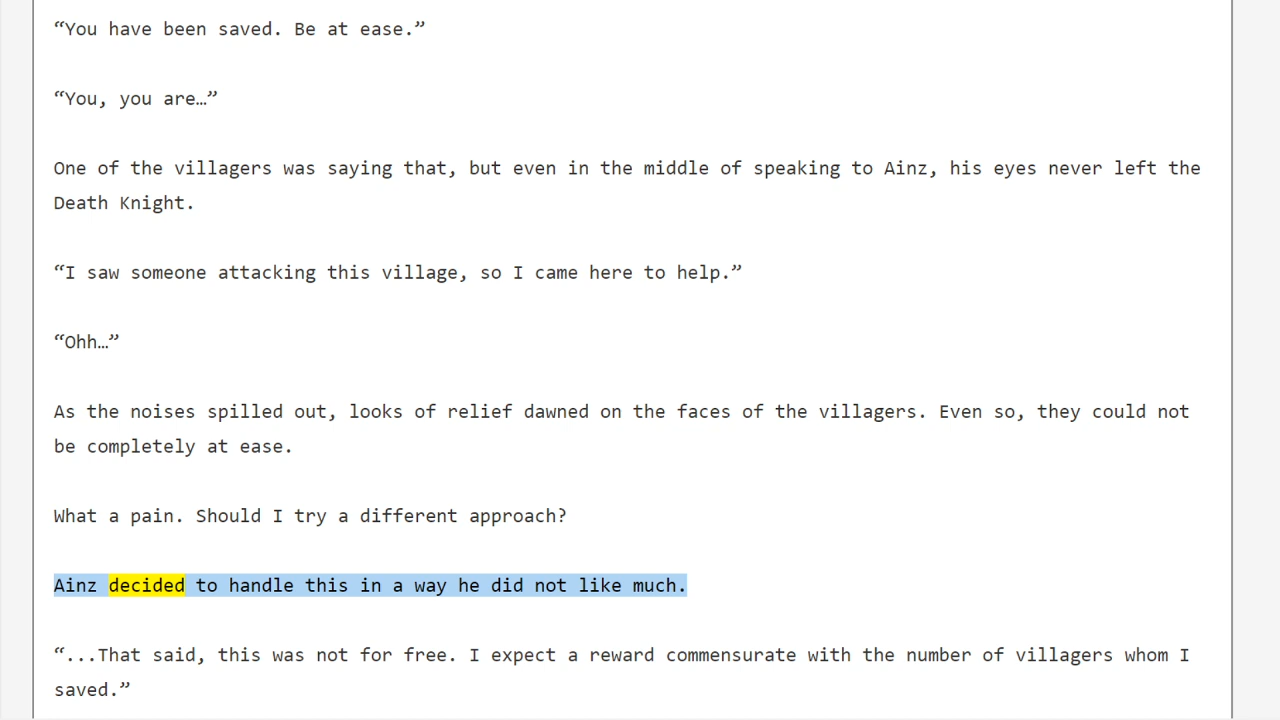 “You have been saved. Be at ease.”
“You, you are…”
One of the villagers was saying that, but even in the middle of speaking to Ainz, his eyes never left the
Death Knight.
“I saw someone attacking this village, so I came here to help.”
“Ohh…”
As the noises spilled out, looks of relief dawned on the faces of the villagers. Even so, they could not
be completely at ease.
What a pain. Should I try a different approach?
Ainz decided to handle this in a way he did not like much.
“...That said, this was not for free. I expect a reward commensurate with the number of villagers whom I
saved.”